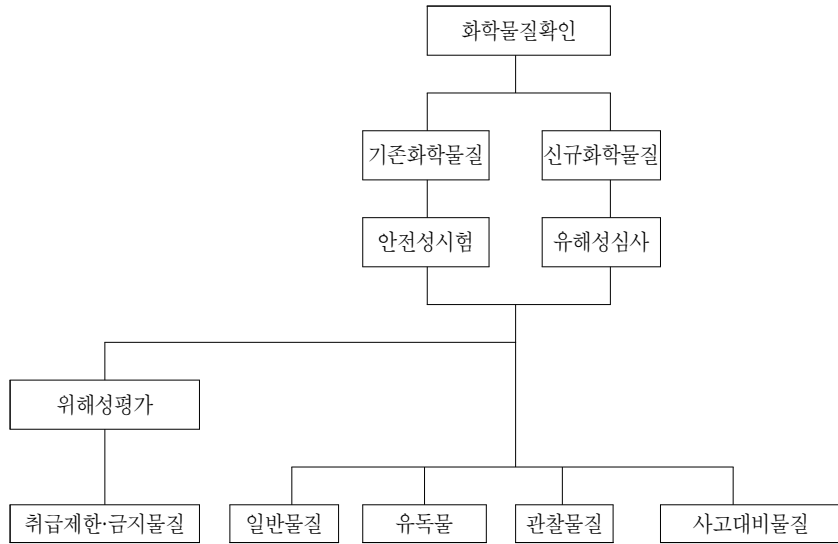 화학물질확인
기존화학물질
신규화학물질
안전성시험
유해성심사
위해성평가
취급제한·금지물질
일반물질
유독물
관찰물질
사고대비물질